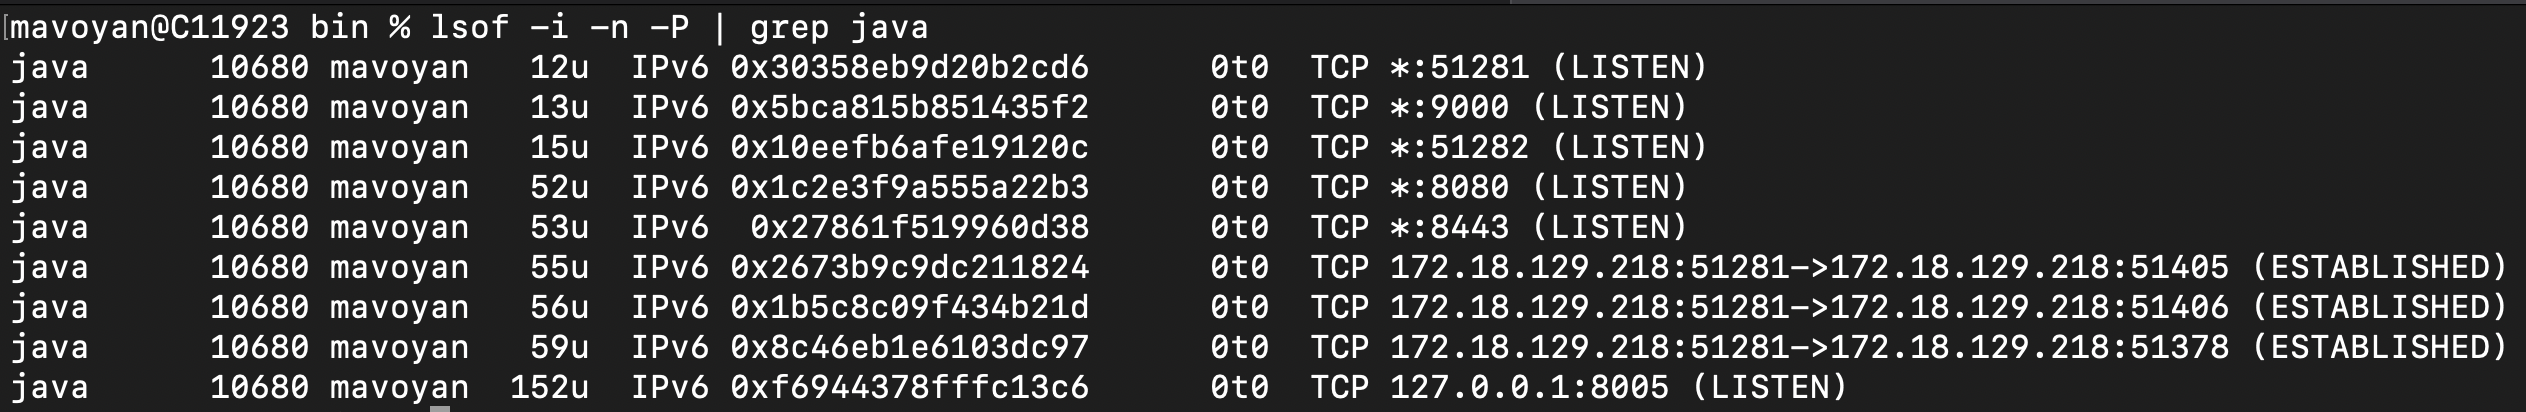 [mavoyan@C11923 bin % lsof -i -n -P | grep java
java      10680 mavoyan   12u  IPv6 0x30358eb9d20b2cd6      0t0  TCP *:51281 (LISTEN)
java      10680 mavoyan   13u  IPv6 0x5bca815b851435f2      0t0  TCP *:9000 (LISTEN)
java      10680 mavoyan   15u  IPv6 0x10eefb6afe19120c      0t0  TCP *:51282 (LISTEN)
java      10680 mavoyan   52u  IPv6 0x1c2e3f9a555a22b3      0t0  TCP *:8080 (LISTEN)
java      10680 mavoyan   53u  IPv6  0x27861f519960d38      0t0  TCP *:8443 (LISTEN)
java      10680 mavoyan   55u  IPv6 0x2673b9c9dc211824      0t0  TCP 172.18.129.218:51281->172.18.129.218:51405 (ESTABLISHED)
java      10680 mavoyan   56u  IPv6 0x1b5c8c09f434b21d      0t0  TCP 172.18.129.218:51281->172.18.129.218:51406 (ESTABLISHED)
java      10680 mavoyan   59u  IPv6 0x8c46eb1e6103dc97      0t0  TCP 172.18.129.218:51281->172.18.129.218:51378 (ESTABLISHED)
java      10680 mavoyan  152u  IPv6 0xf6944378fffc13c6      0t0  TCP 127.0.0.1:8005 (LISTEN)